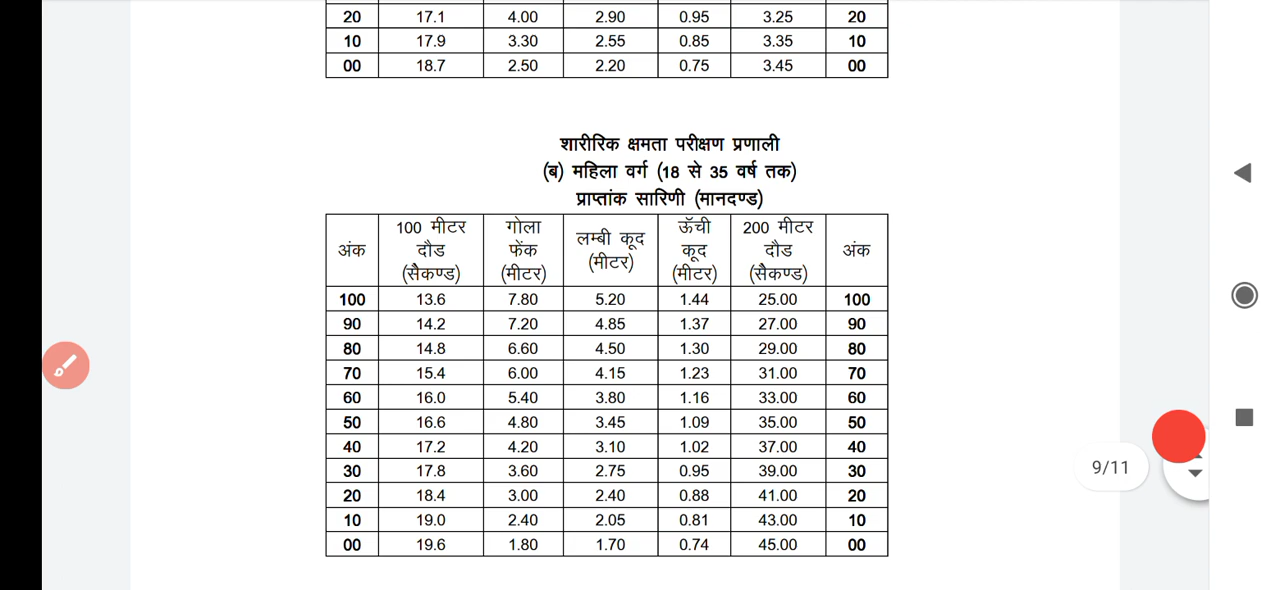 20 17.1 4.00 2.90 0.95 3.25 20
10 17.9 3.30 2.55 0.85 3.35 10
00 18.7 2.50 2.20 0.75 3.45 00
शारीरिक क्षमता परीक्षण प्रणाली
(ब) महिला वर्ग (18 से 35 वर्ष तक)
प्राप्तांक सारिणी (मानदण्ड)
अंक 100 मीटर दौड (सैकण्ड) गोला फेंक (मीटर) लम्बी कूद (मीटर) ऊॅची कूद (मीटर) 200 मीटर दौड (सैकण्ड) अंक
100 13.6 7.80 5.20 1.44 25.00 100
90 14.2 7.20 4.85 1.37 27.00 90
80 14.8 6.60 4.50 1.30 29.00 80
70 15.4 6.00 4.15 1.23 31.00 70
60 16.0 5.40 3.80 1.16 33.00 60
50 16.6 4.80 3.45 1.09 35.00 50
40 17.2 4.20 3.10 1.02 37.00 40
30 17.8 3.60 2.75 0.95 39.00 30
20 18.4 3.00 2.40 0.88 41.00 20
10 19.0 2.40 2.05 0.81 43.00 10
00 19.6 1.80 1.70 0.74 45.00 00
9/11